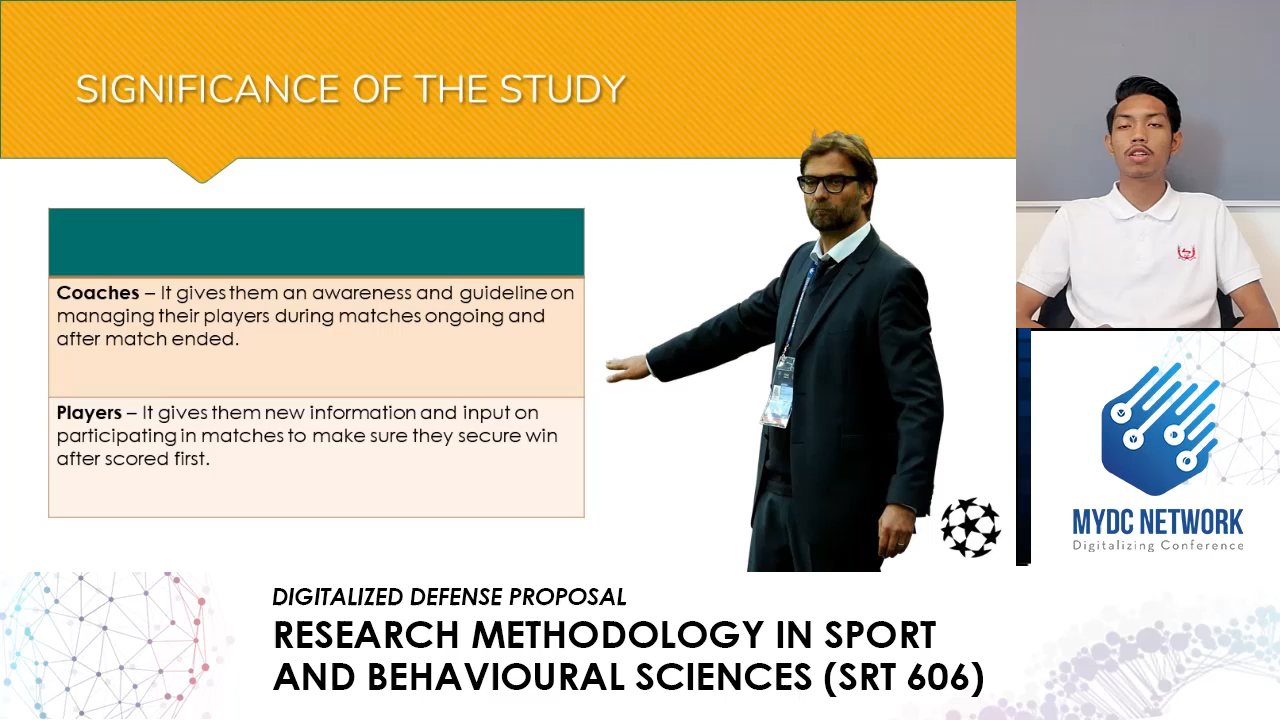 SIGNIFICANCE OF THE STUDY
Coaches – It gives them an awareness and guideline on
managing their players during matches ongoing and
after match ended.
Players – It gives them new information and input on
participating in matches to make sure they secure win
after scored first.
MYDC NETWORK
Digitalizing Conference
DIGITALIZED DEFENSE PROPOSAL
RESEARCH METHODOLOGY IN SPORT
AND BEHAVIOURAL SCIENCES (SRT 606)